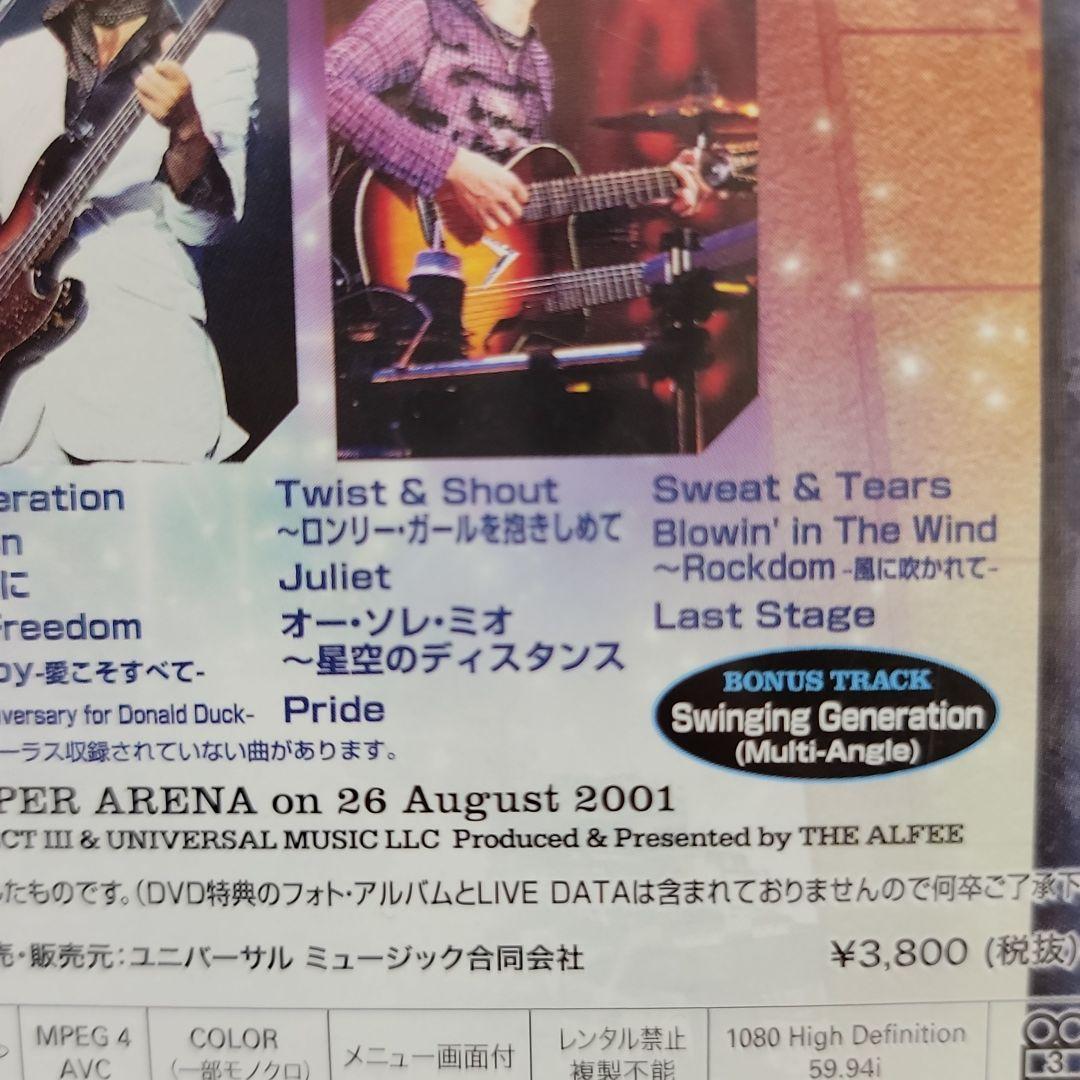 eration
n
に
Freedom
oy-愛こそすべて-
iversary for Donald Duck-
ーラス収録されていない曲があります。
Twist & Shout
～ロンリー・ガールを抱きしめて
Juliet
オー・ソレ・ミオ
～星空のディスタンス
Pride
Sweat & Tears
Blowin' in The Wind
～Rockdom -風に吹かれて-
Last Stage
BONUS TRACK
Swinging Generation
(Multi-Angle)
PER ARENA on 26 August 2001
CT III & UNIVERSAL MUSIC LLC Produced & Presented by THE ALFEE
したものです。(DVD特典のフォト・アルバムとLIVE DATAは含まれておりませんので何卒ご了承下
売・販売元:ユニバーサル ミュージック合同会社
¥3,800 (税抜)
MPEG 4
AVC
COLOR
(一部モノクロ)
メニュー画面付
レンタル禁止
複製不能
1080 High Definition
59.94i
3